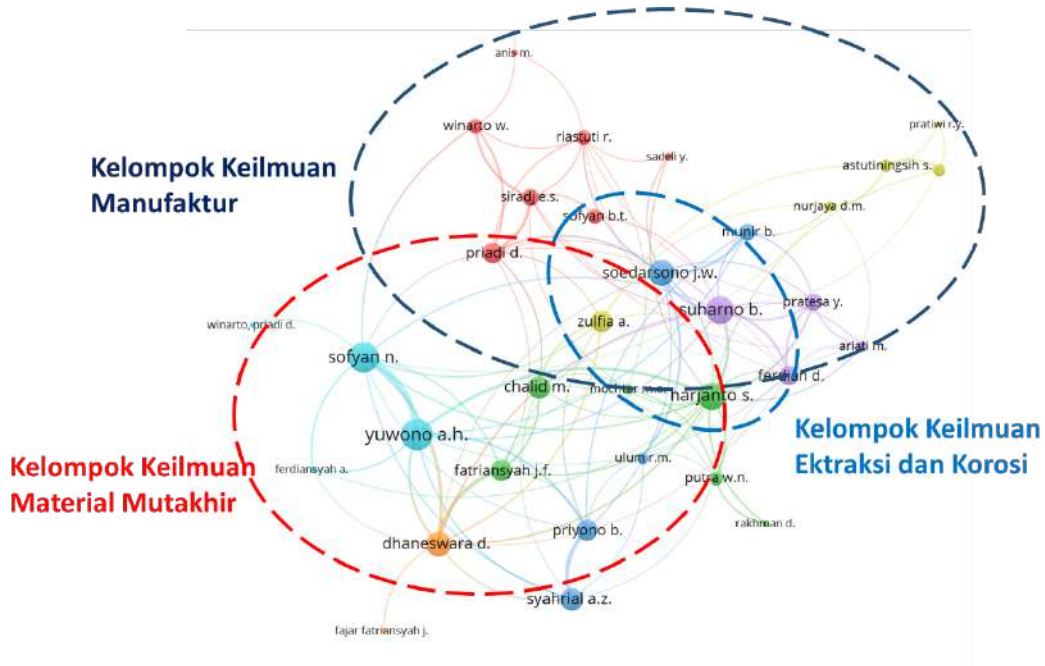 anis m.
winarto w.
riastuti r.
pratiwi r.y.
sadeli y.
astutiningsih s.
Kelompok Keilmuan
Manufaktur
siradj e.s.
nurjaya d.m.
sofyan b.t.
munir b.
priadi d.
soedarsono j.w.
suharno b.
pratesa y.
zulfia a.
winarto, priadi d.
ariati m.
sofyan n.
ferdian d.
chalid m.
mochtar m.a.
harjanto s.
yuwono a.h.
Kelompok Keilmuan
Ektraksi dan Korosi
ulum r.m.
Kelompok Keilmuan
Material Mutakhir
ferdiansyah a.
fatriansyah j.f.
putra w.n.
rakhman d.
priyono b.
dhaneswara d.
syahrial a.z.
fajar fatriansyah j.